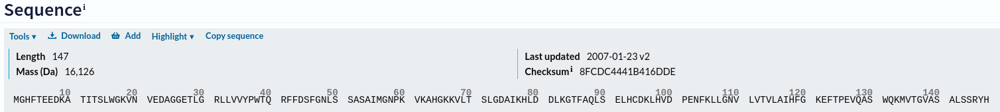 Sequence i
Tools ▾ Download Add Highlight ▾ Copy sequence
Length 147 Last updated 2007-01-23 v2
Mass (Da) 16,126 Checksum i 8FCDC4441B416DDE
10 20 30 40 50 60 70 80 90 100 110 120 130 140
MGHFTEEDKA TITSLWGKVN VEDAGGETLG RLLVVYPWTQ RFFDSFGNLS SASAIMGNPK VKAHGKKVLT SLGDAIKHLD DLKGTFAQLS ELHCDKLHVD PENFKLLGNV LVTVLAIHFG KEFTPEVQAS WQKMVTGVAS ALSSRYH